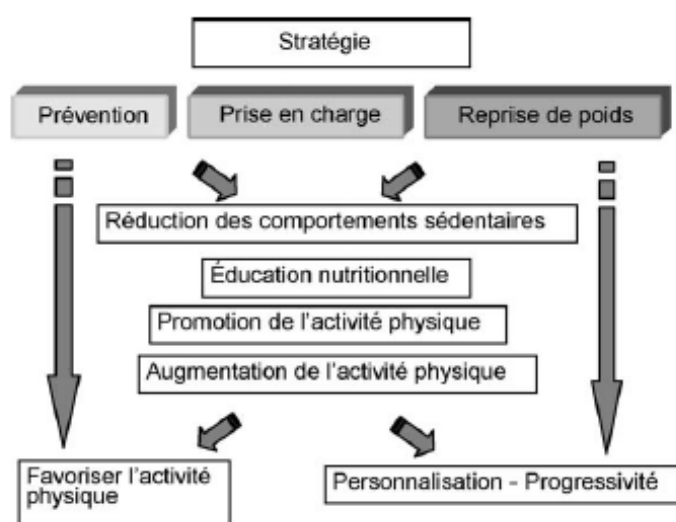 Stratégie
Prévention
Prise en charge
Reprise de poids
Réduction des comportements sédentaires
Éducation nutritionnelle
Promotion de l'activité physique
Augmentation de l'activité physique
Favoriser l'activité
physique
Personnalisation - Progressivité